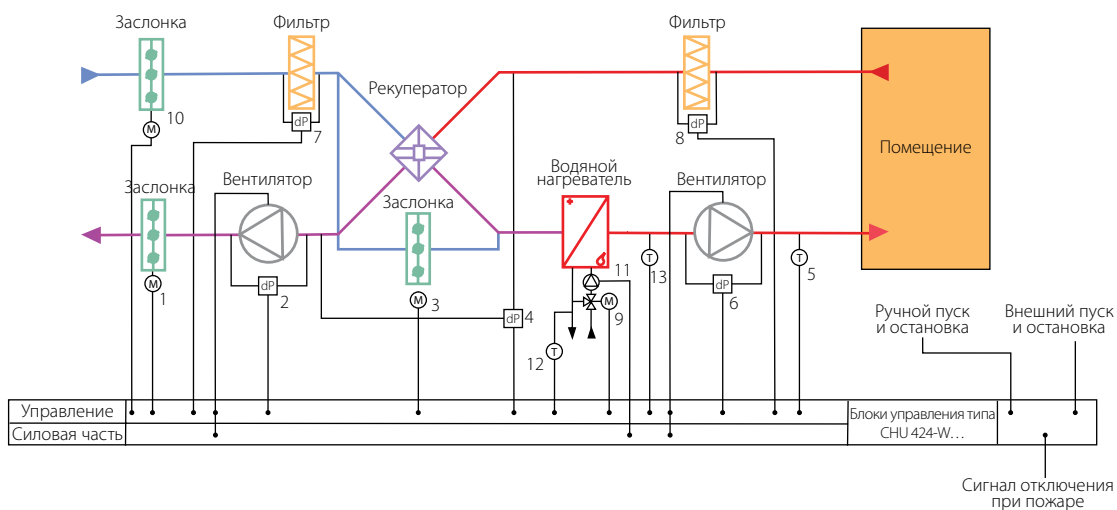 Заслонка
Фильтр
Фильтр
Рекуператор
M
10
dP
7
dP
8
Помещение
Заслонка
Вентилятор
Заслонка
Водяной
нагреватель
Вентилятор
M
1
dP
2
M
3
dP
4
11
M
9
T
12
T
13
dP
6
T
5
Ручной пуск
и остановка
Внешний пуск
и остановка
Управление
Силовая часть
Блоки управления типа
CHU 424-W...
Сигнал отключения
при пожаре